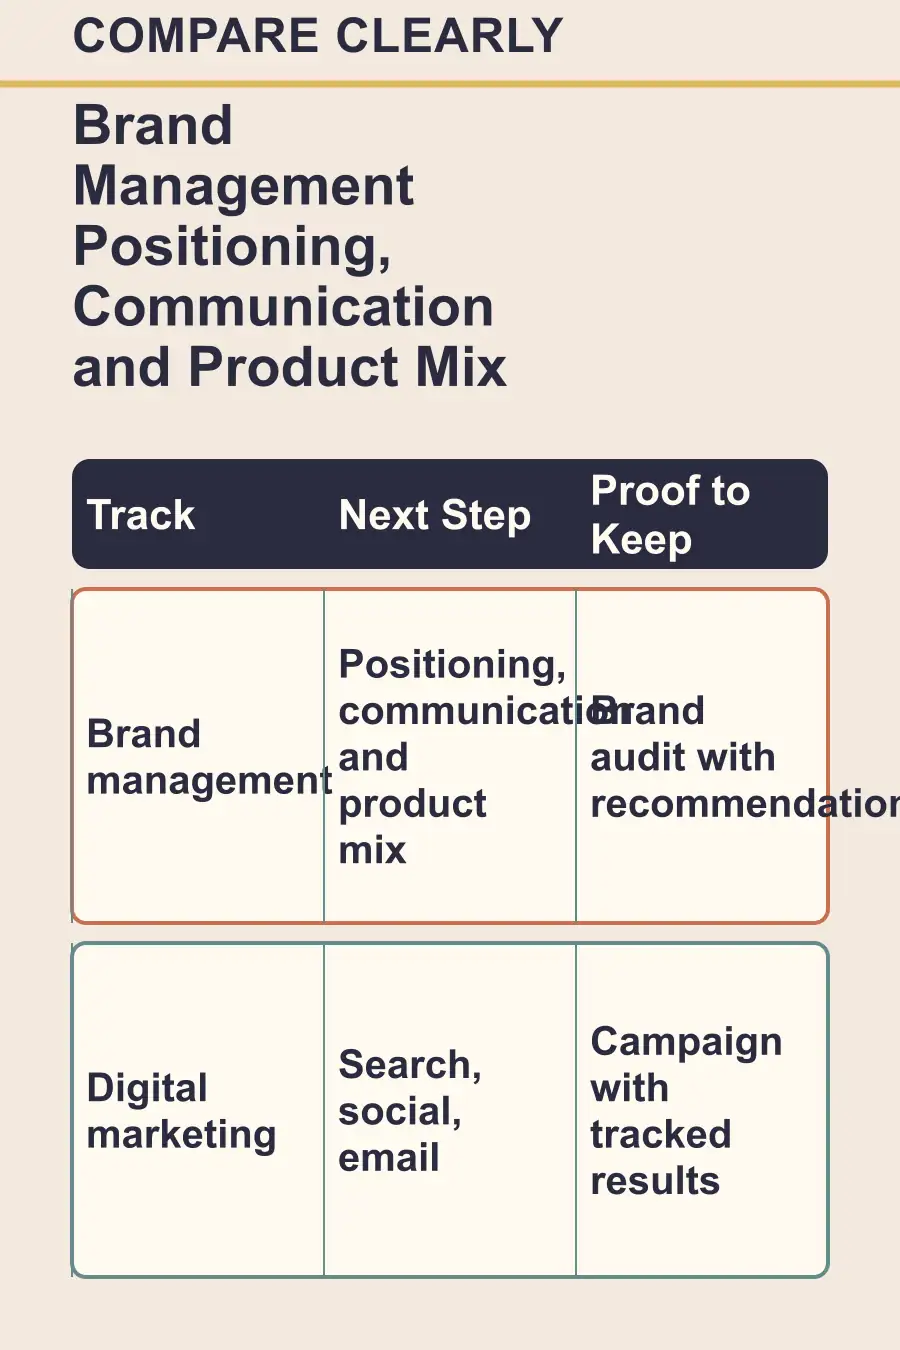 COMPARE CLEARLY
Brand
Management
Positioning,
Communication
and Product Mix
Track
Next Step
Proof to
Keep
Brand
management
Positioning,
communication
and
product
mix
Brand
audit with
recommendation
Digital
marketing
Search,
social,
email
Campaign
with
tracked
results